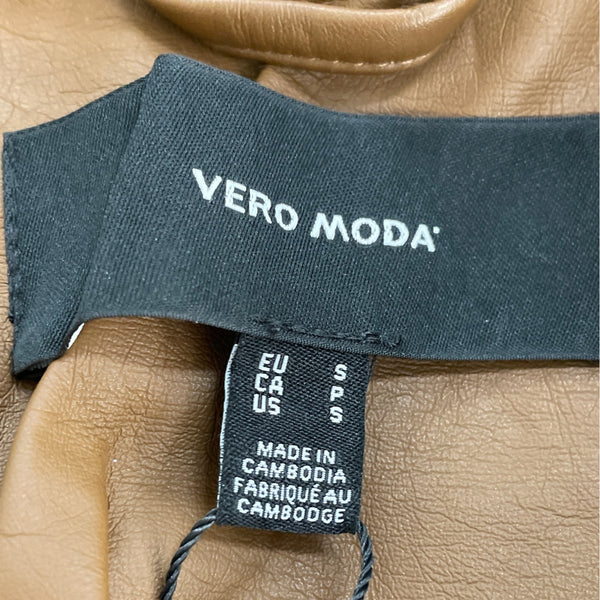 VERO MODA
EU S
CA P
US S
MADE IN
CAMBODIA
FABRIQUÉ AU
CAMBODGE